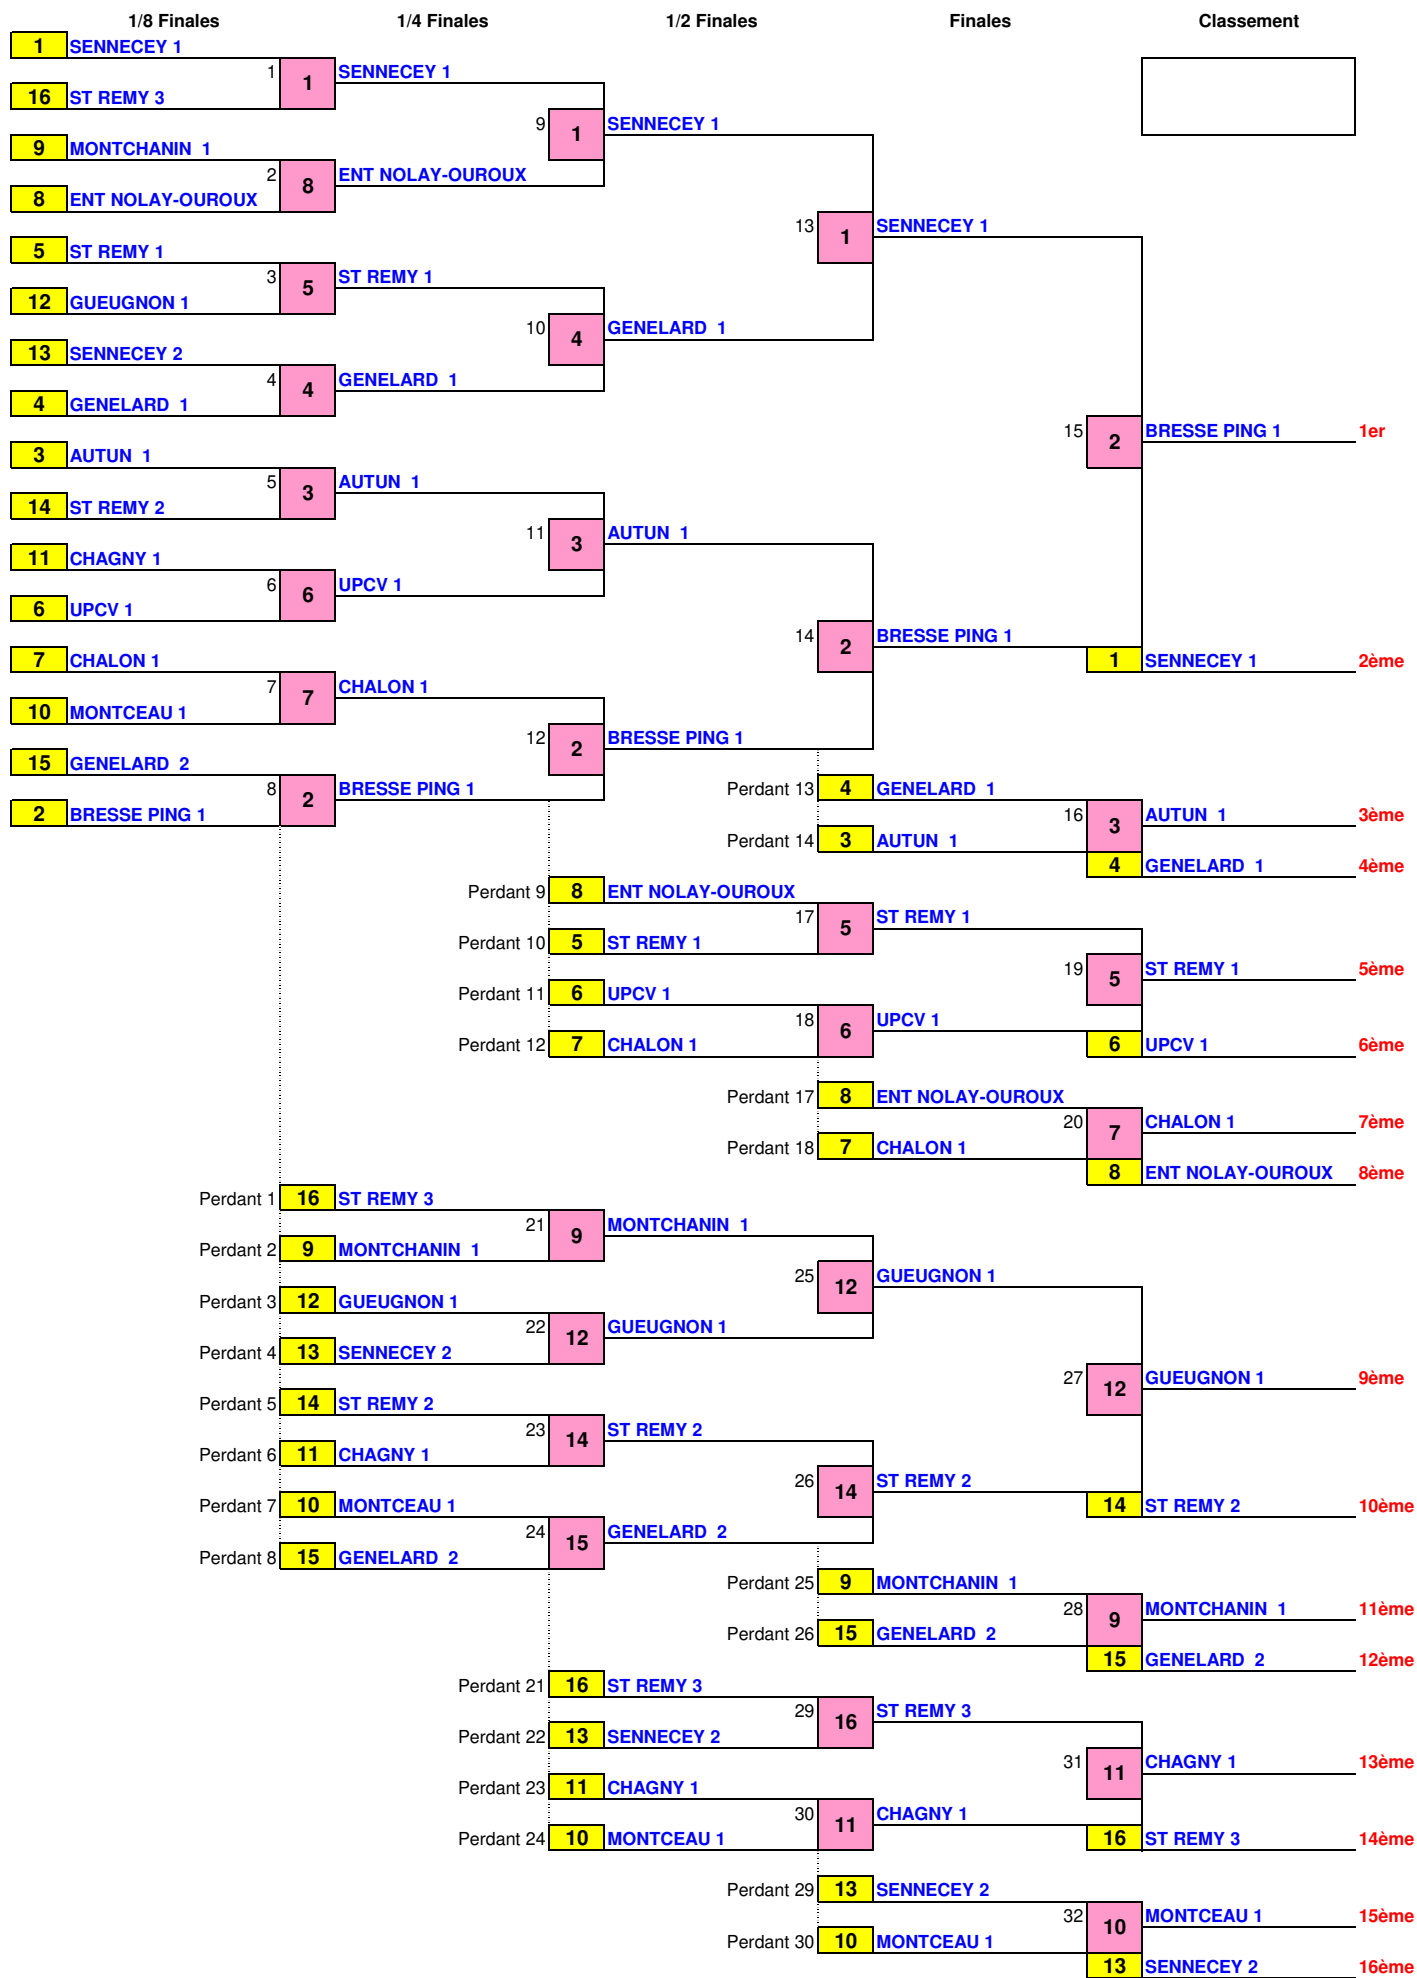 1/8 Finales 1/4 Finales 1/2 Finales Finales Classement
1 SENNECEY 1
1 1 SENNECEY 1
16 ST REMY 3
9 1 SENNECEY 1
9 MONTCHANIN 1
2 8 ENT NOLAY-OUROUX
8 ENT NOLAY-OUROUX
13 1 SENNECEY 1
5 ST REMY 1
3 5 ST REMY 1
12 GUEUGNON 1
10 4 GENELARD 1
13 SENNECEY 2
4 4 GENELARD 1
4 GENELARD 1
15 2 BRESSE PING 1 1er
3 AUTUN 1
5 3 AUTUN 1
14 ST REMY 2
11 3 AUTUN 1
11 CHAGNY 1
6 6 UPCV 1
6 UPCV 1
14 2 BRESSE PING 1
7 CHALON 1
1 SENNECEY 1 2ème
7 7 CHALON 1
10 MONTCEAU 1
12 2 BRESSE PING 1
15 GENELARD 2
8 2 BRESSE PING 1
Perdant 13 4 GENELARD 1
2 BRESSE PING 1
16 3 AUTUN 1 3ème
Perdant 14 3 AUTUN 1
4 GENELARD 1 4ème
Perdant 9 8 ENT NOLAY-OUROUX
17 5 ST REMY 1
Perdant 10 5 ST REMY 1
19 5 ST REMY 1 5ème
Perdant 11 6 UPCV 1
18 6 UPCV 1
Perdant 12 7 CHALON 1
6 UPCV 1 6ème
Perdant 17 8 ENT NOLAY-OUROUX
20 7 CHALON 1 7ème
Perdant 18 7 CHALON 1
8 ENT NOLAY-OUROUX 8ème
Perdant 1 16 ST REMY 3
21 9 MONTCHANIN 1
Perdant 2 9 MONTCHANIN 1
25 12 GUEUGNON 1
Perdant 3 12 GUEUGNON 1
22 12 GUEUGNON 1
Perdant 4 13 SENNECEY 2
27 12 GUEUGNON 1 9ème
Perdant 5 14 ST REMY 2
23 14 ST REMY 2
Perdant 6 11 CHAGNY 1
26 14 ST REMY 2
Perdant 7 10 MONTCEAU 1
14 ST REMY 2 10ème
24 15 GENELARD 2
Perdant 8 15 GENELARD 2
Perdant 25 9 MONTCHANIN 1
28 9 MONTCHANIN 1 11ème
Perdant 26 15 GENELARD 2
15 GENELARD 2 12ème
Perdant 21 16 ST REMY 3
29 16 ST REMY 3
Perdant 22 13 SENNECEY 2
31 11 CHAGNY 1 13ème
Perdant 23 11 CHAGNY 1
30 11 CHAGNY 1
Perdant 24 10 MONTCEAU 1
16 ST REMY 3 14ème
Perdant 29 13 SENNECEY 2
32 10 MONTCEAU 1 15ème
Perdant 30 10 MONTCEAU 1
13 SENNECEY 2 16ème